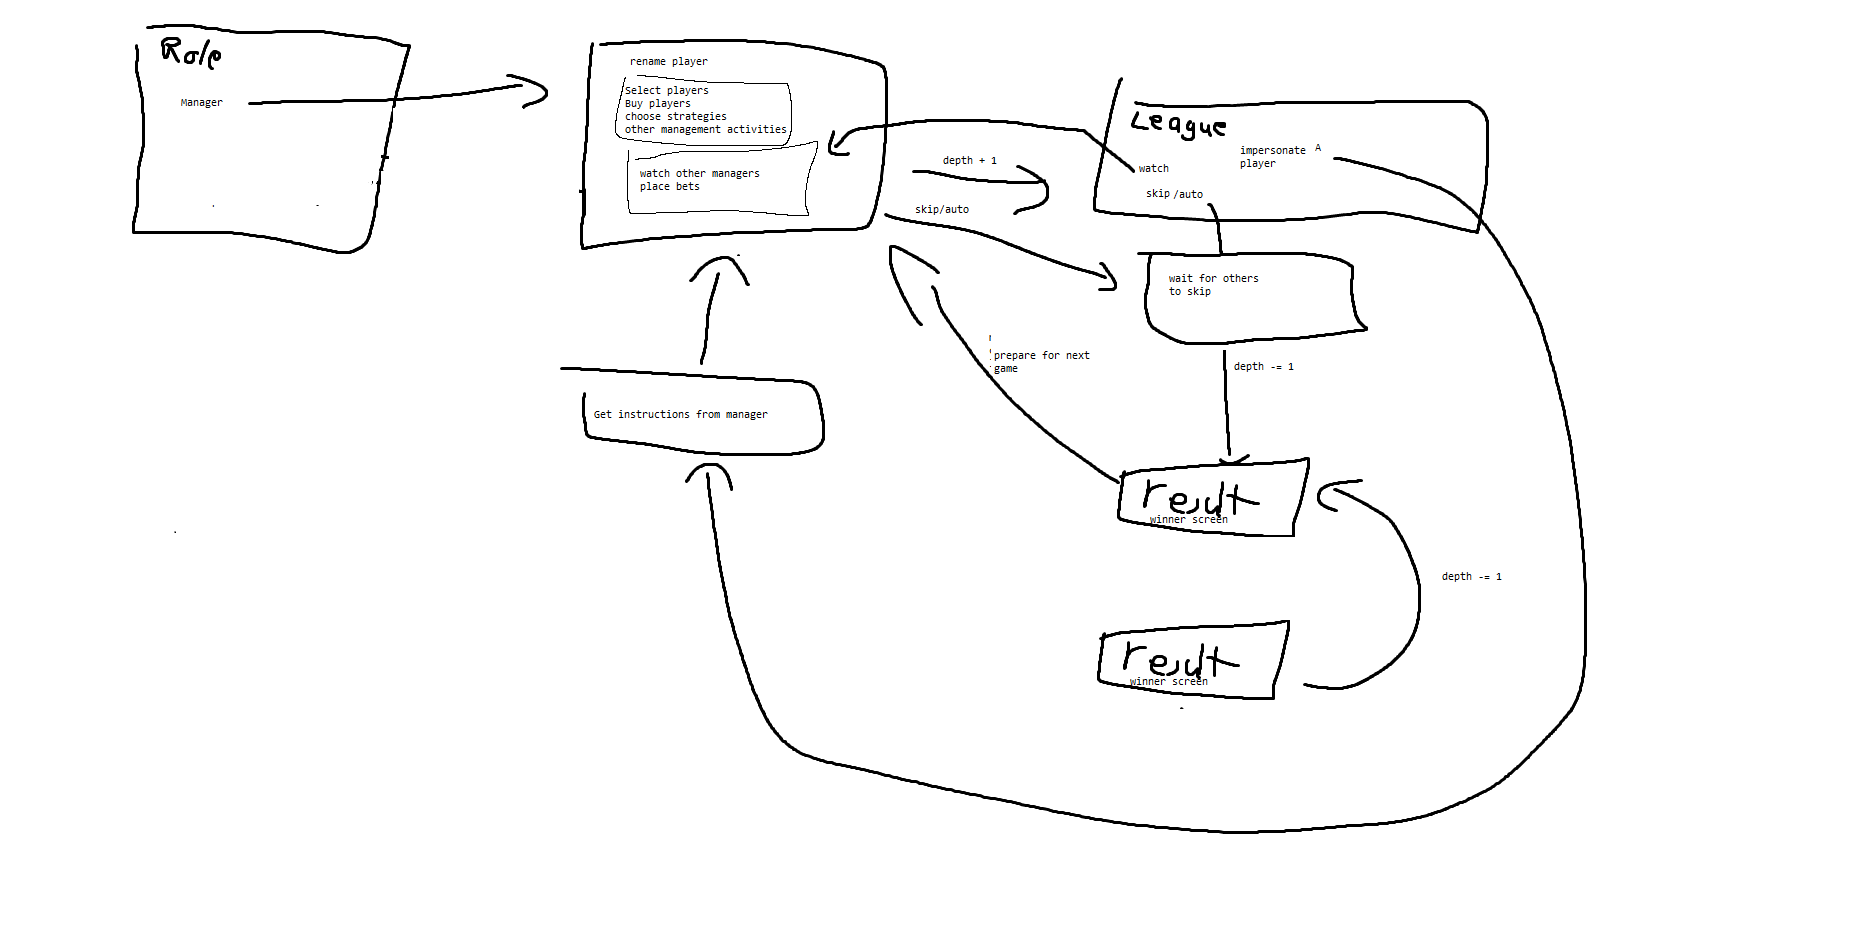 Role
Manager
rename player
Select players
Buy players
choose strategies
other management activities
watch other managers
place bets
depth + 1
skip/auto
League
impersonate A
player
watch
skip /auto
wait for others
to skip
prepare for next
game
depth -= 1
Get instructions from manager
result
winner screen
depth -= 1
result
winner screen